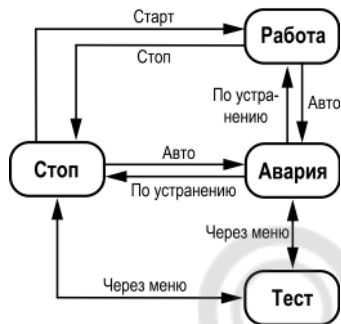 Старт
Работа
Стоп
По устра-
нению
Авто
Стоп
Авто
Авария
По устранению
Через меню
Через меню
Тест